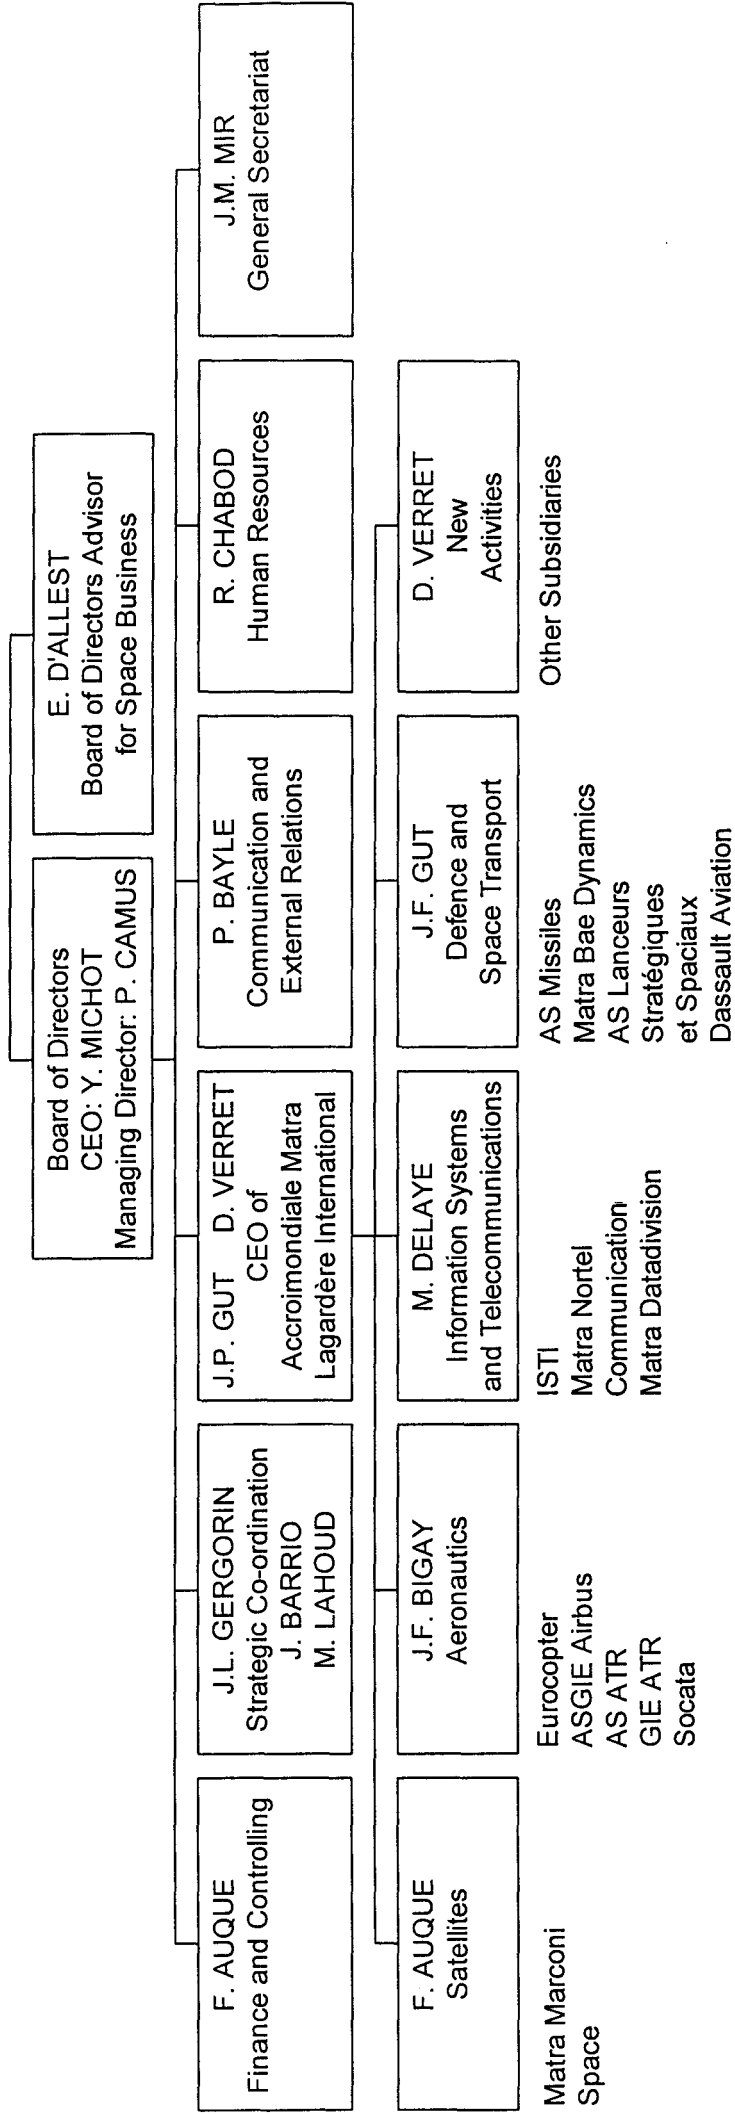 Board of Directors
CEO: Y. MICHOT
Managing Director: P. CAMUS
E. D'ALLEST
Board of Directors Advisor
for Space Business
F. AUQUE
Finance and Controlling
J.L. GERGORIN
Strategic Co-ordination
J. BARRIO
M. LAHOUD
J.P. GUT D. VERRET
CEO of
Accroimondiale Matra
Lagardère International
P. BAYLE
Communication and
External Relations
R. CHABOD
Human Resources
J.M. MIR
General Secretariat
F. AUQUE
Satellites
J.F. BIGAY
Aeronautics
M. DELAYE
Information Systems
and Telecommunications
J.F. GUT
Defence and
Space Transport
D. VERRET
New
Activities
Matra Marconi
Space
Eurocopter
ASGIE Airbus
AS ATR
GIE ATR
Socata
ISTI
Matra Nortel
Communication
Matra Datadivision
AS Missiles
Matra Bae Dynamics
AS Lanceurs
Stratégiques
et Spaciaux
Dassault Aviation
Other Subsidiaries